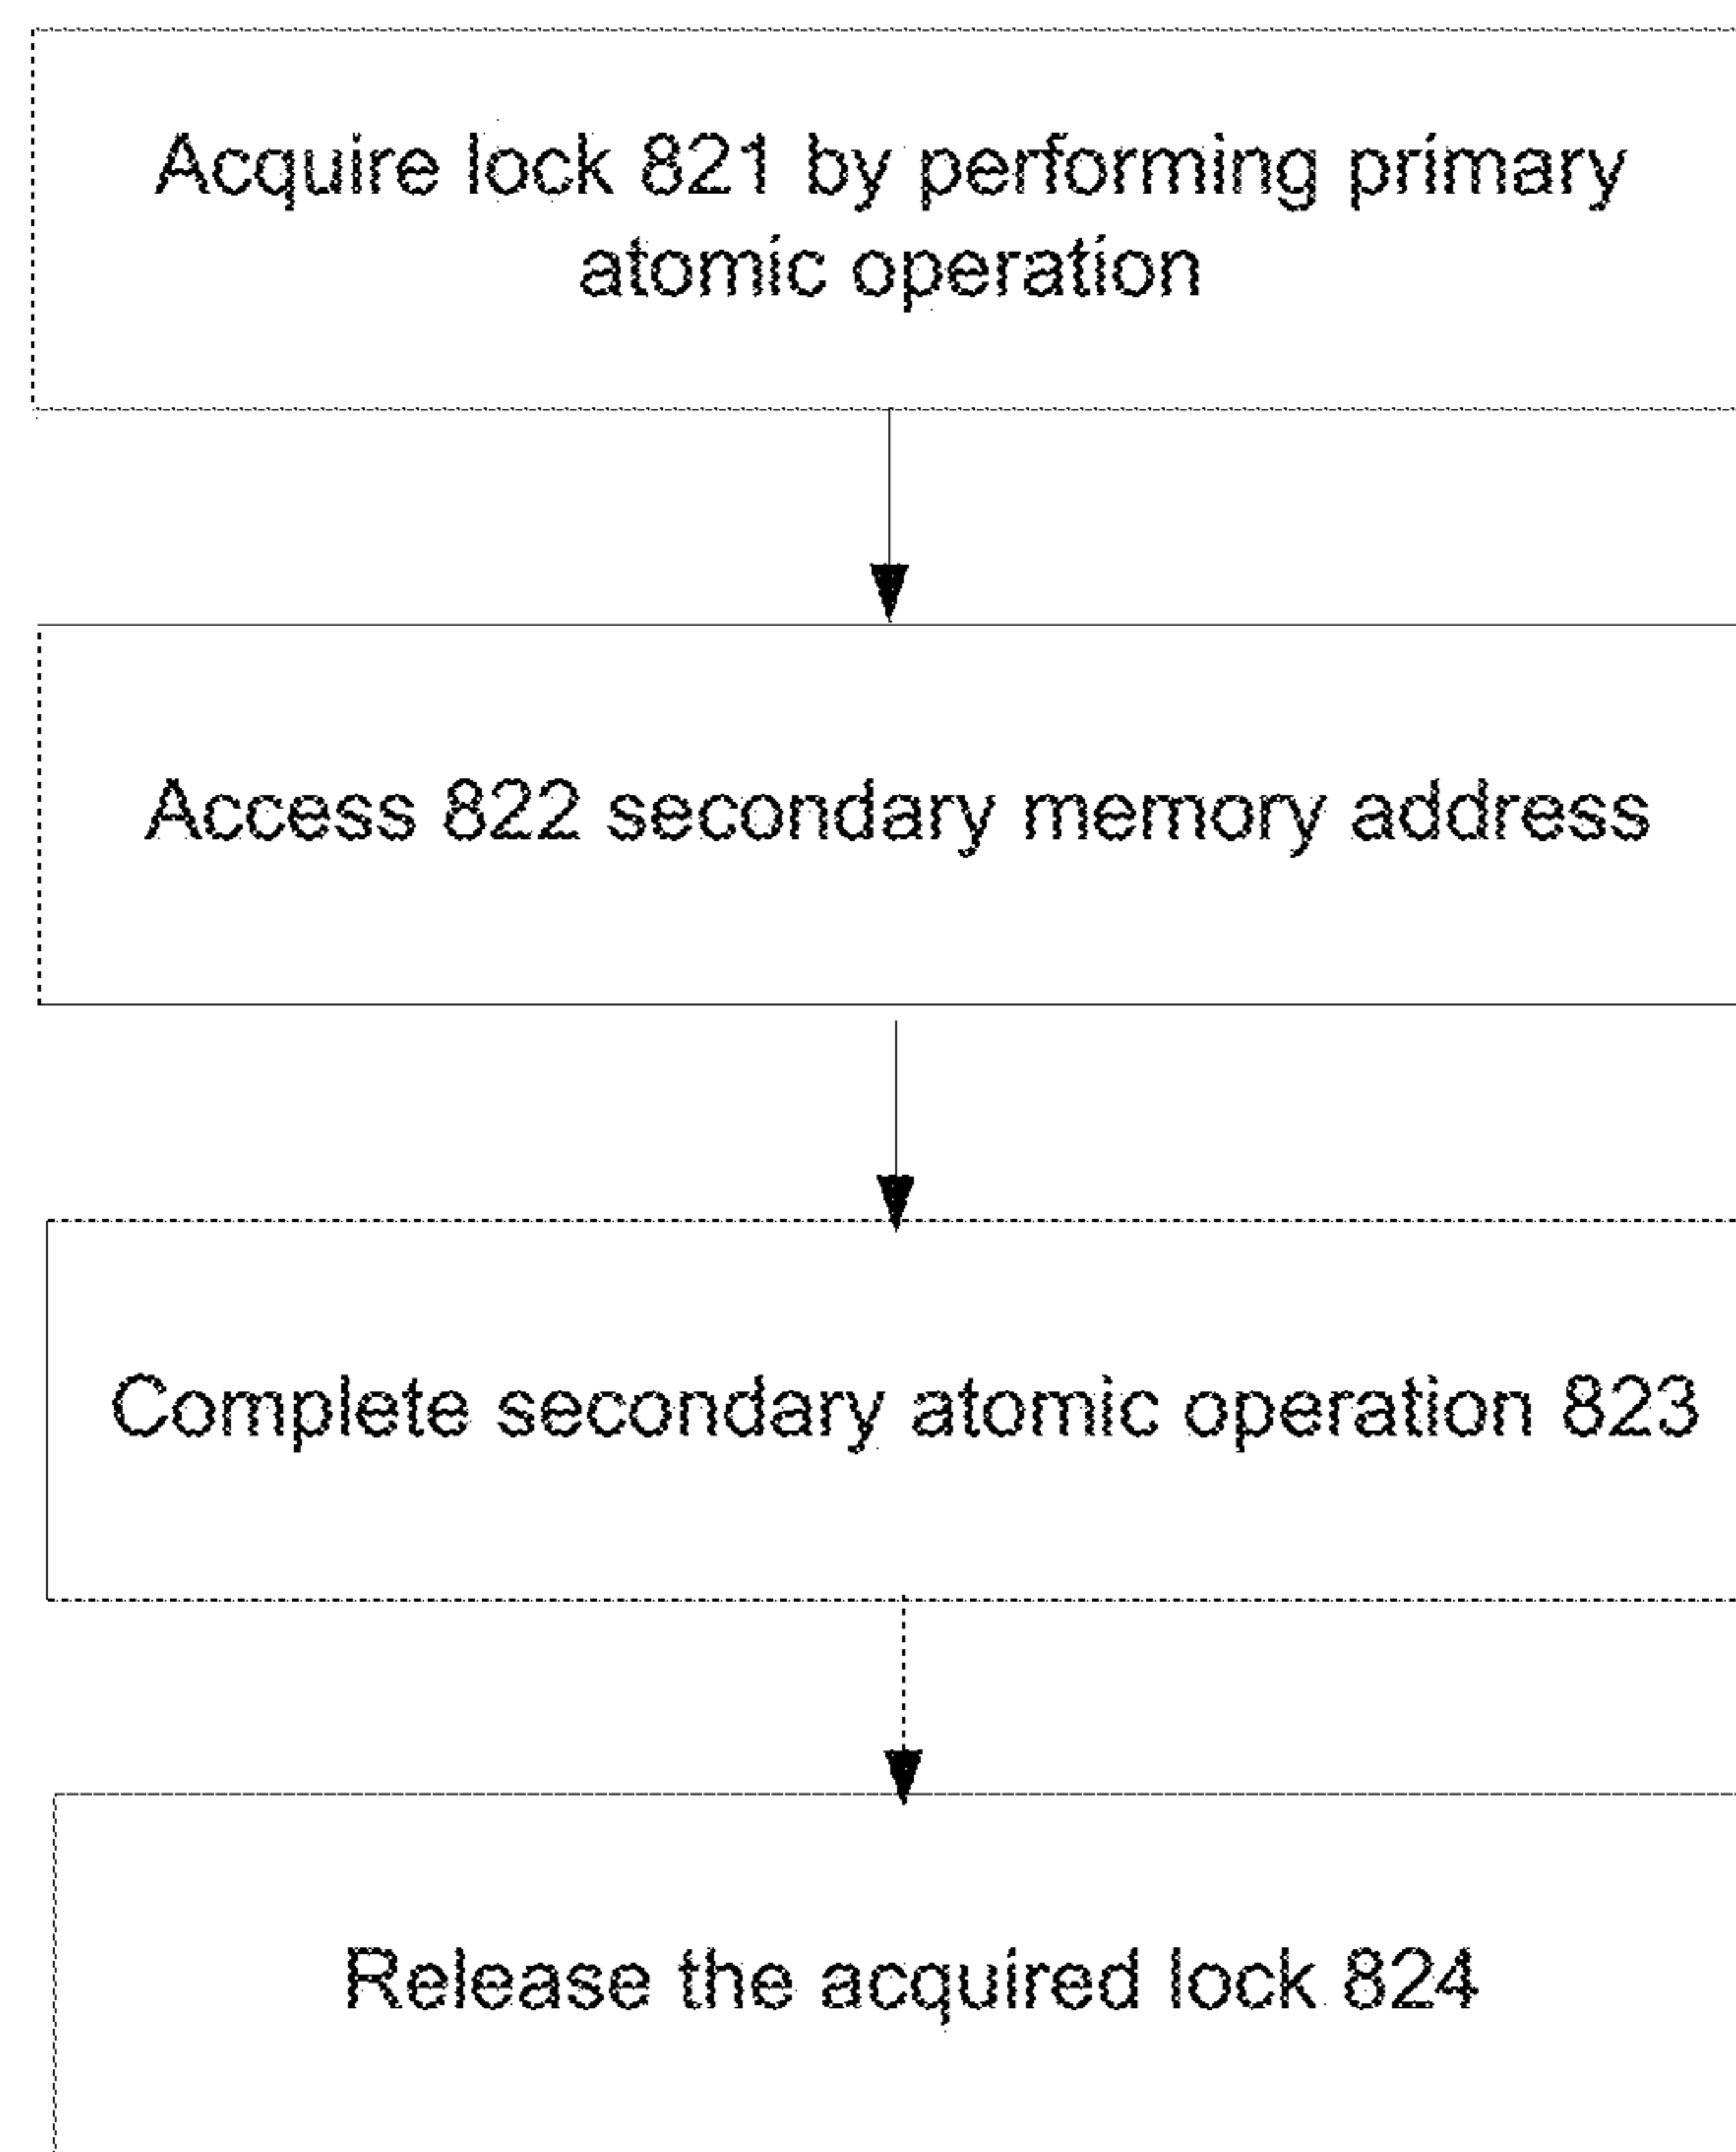 Acquire lock 821 by performing primary
atomic operation
Access 822 secondary memory address
Complete secondary atomic operation 823
Release the acquired lock 824